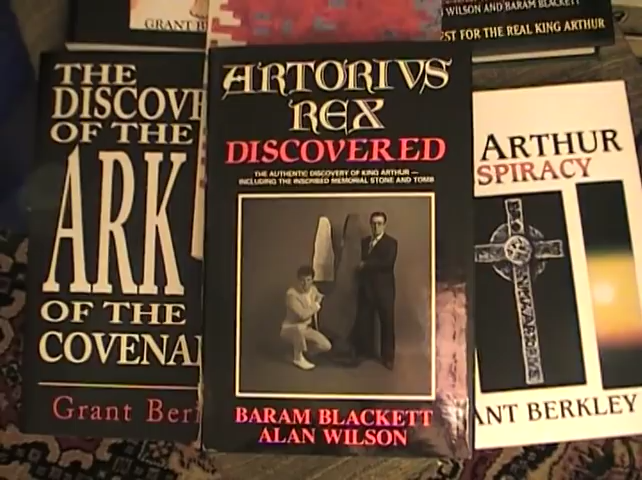 GRANT B
WILSON AND BARAM BLACKETT
EST FOR THE REAL KING ARTHUR
THE
DISCOV
OF THE
ARK
OF THE
COVENA
Grant Ber
ARTORIVS
REX
DISCOVERED
THE AUTHENTIC DISCOVERY OF KING ARTHUR —
INCLUDING THE INSCRIBED MEMORIAL STONE AND TOMB
BARAM BLACKETT
ALAN WILSON
ARTHUR
SPIRACY
ANT BERKLEY